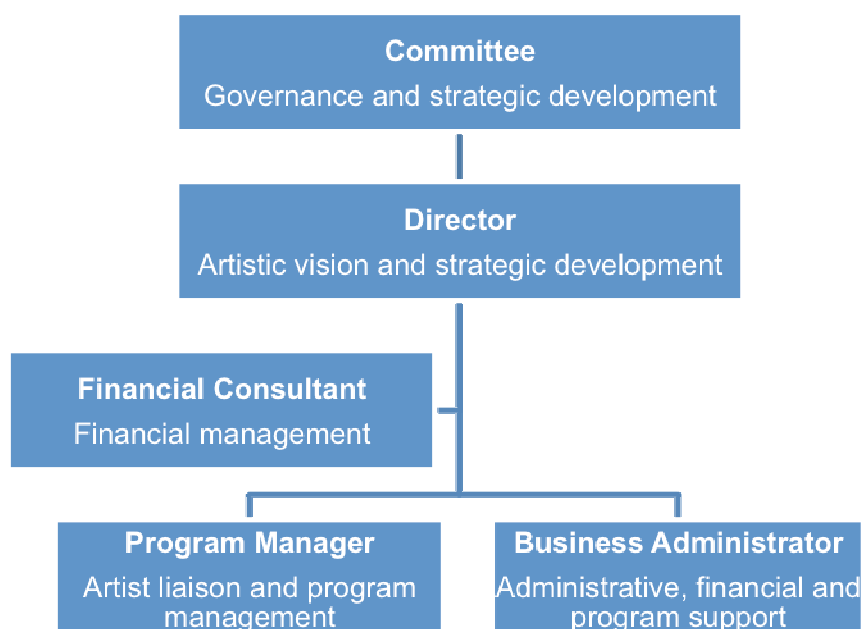 Committee
Governance and strategic development
Director
Artistic vision and strategic development
Financial Consultant
Financial management
Program Manager
Artist liaison and program
management
Business Administrator
Administrative, financial and
program support